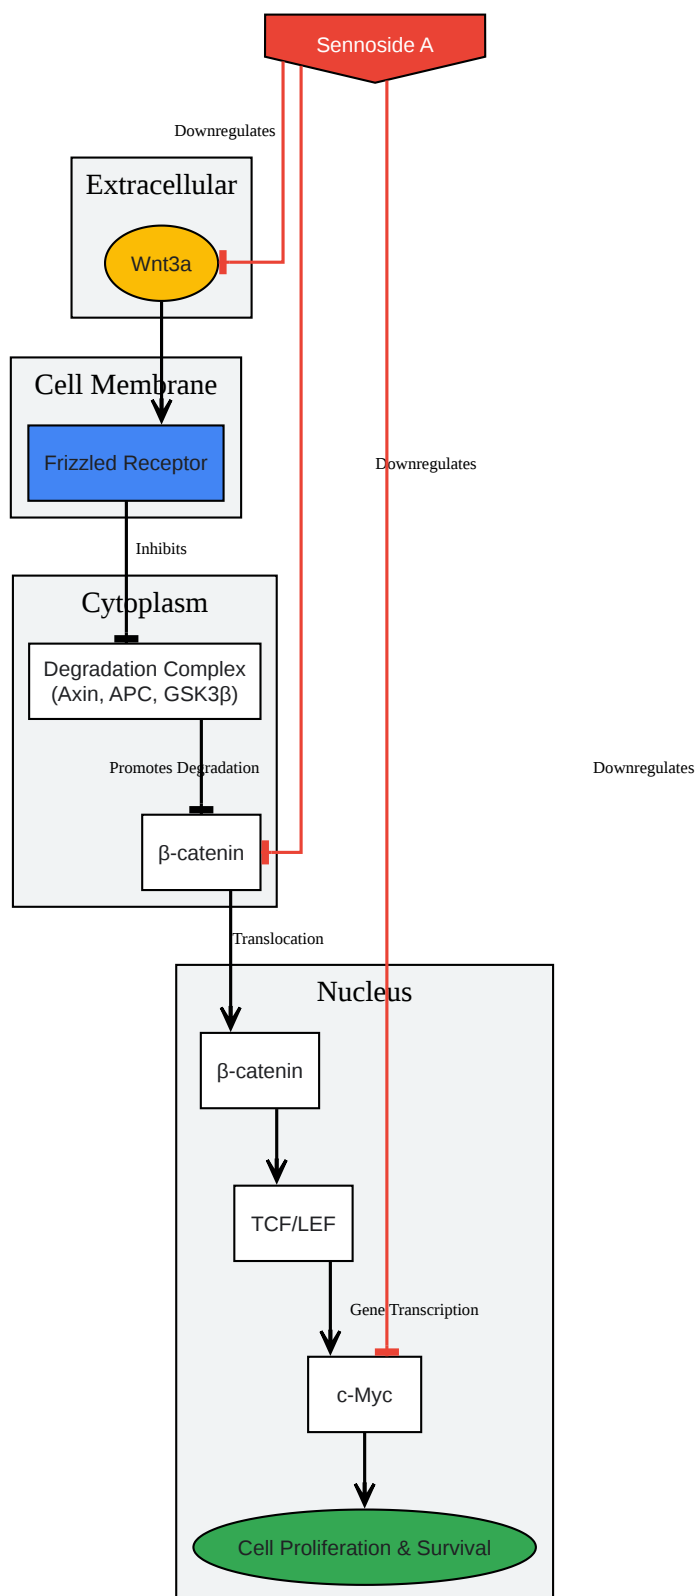 Sennoside A
Downregulates
Extracellular
Wnt3a
Cell Membrane
Frizzled Receptor
Downregulates
Inhibits
Cytoplasm
Degradation Complex
(Axin, APC, GSK3β)
Promotes Degradation
Downregulates
β-catenin
Translocation
Nucleus
β-catenin
TCF/LEF
Gene Transcription
c-Myc
Cell Proliferation & Survival